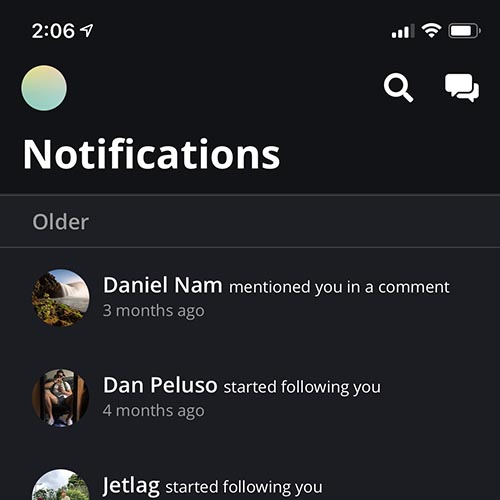 2:06
Notifications
Older
Daniel Nam mentioned you in a comment
3 months ago
Dan Peluso started following you
4 months ago
Jetlag started following you